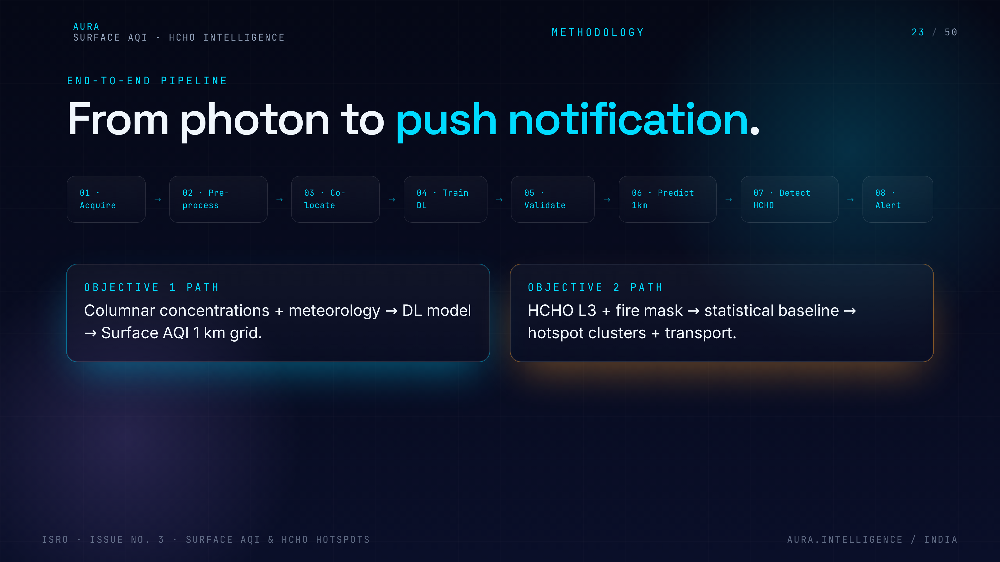 AURA
SURFACE AQI · HCHO INTELLIGENCE
METHODOLOGY
23 / 50
END-TO-END PIPELINE
From photon to push notification.
01 ·
Acquire
→
02 · Pre-
process
→
03 · Co-
locate
→
04 · Train
DL
→
05 ·
Validate
→
06 · Predict
1km
→
07 · Detect
HCHO
→
08 ·
Alert
OBJECTIVE 1 PATH
Columnar concentrations + meteorology → DL model
→ Surface AQI 1 km grid.
OBJECTIVE 2 PATH
HCHO L3 + fire mask → statistical baseline →
hotspot clusters + transport.
ISRO · ISSUE NO. 3 · SURFACE AQI & HCHO HOTSPOTS
AURA.INTELLIGENCE / INDIA